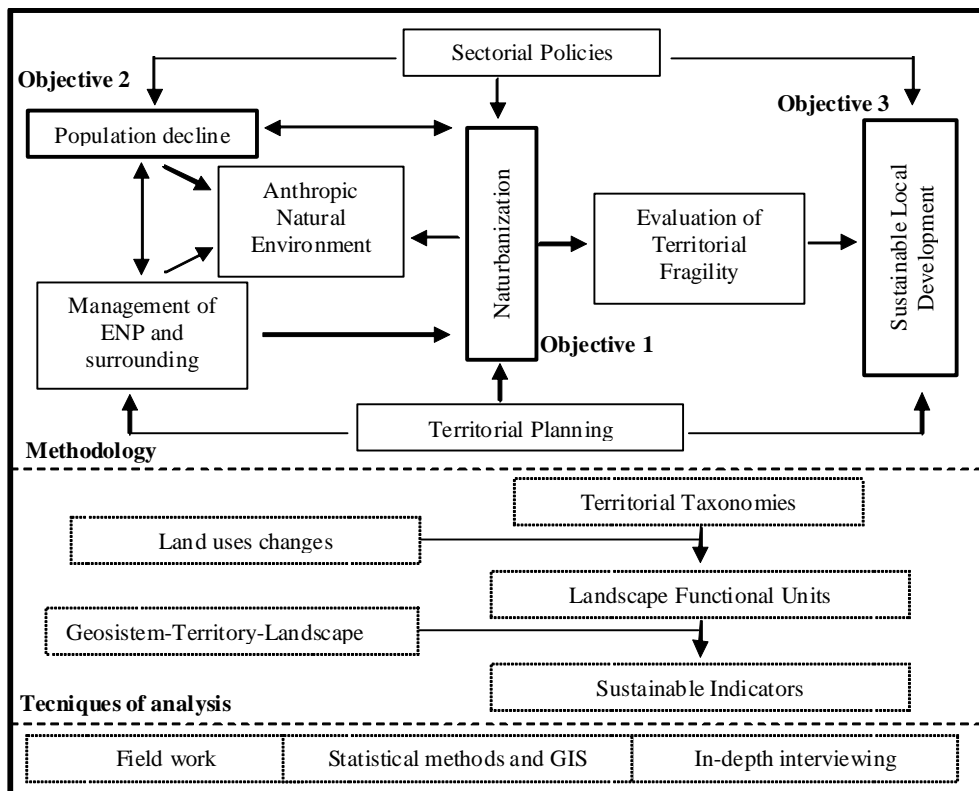 Sectorial Policies
Objective 2
Objective 3
Population decline
Anthropic
Natural
Environment
Naturbanization
Evaluation of
Territorial
Fragility
Sustainable Local
Development
Management of
ENP and
surrounding
Objective 1
Territorial Planning
Methodology
Territorial Taxonomies
Land uses changes
Landscape Functional Units
Geosistem-Territory-Landscape
Sustainable Indicators
Tecniques of analysis
Field work
Statistical methods and GIS
In-depth interviewing